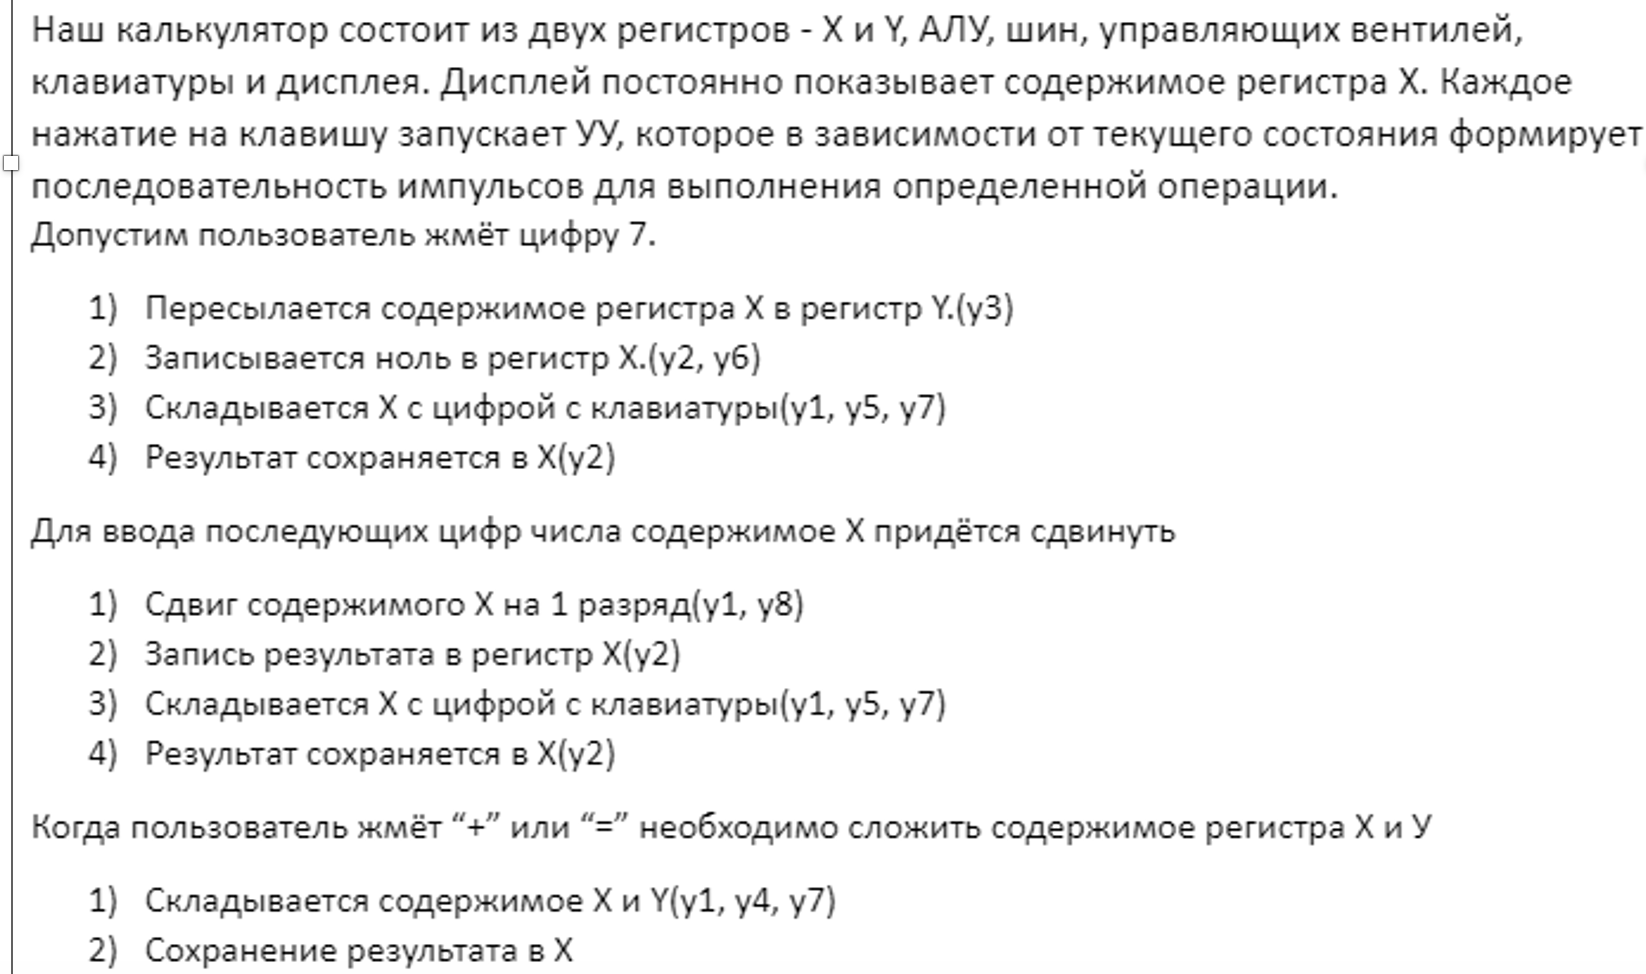 Наш калькулятор состоит из двух регистров - X и Y, АЛУ, шин, управляющих вентилей,
клавиатуры и дисплея. Дисплей постоянно показывает содержимое регистра X. Каждое
нажатие на клавишу запускает УУ, которое в зависимости от текущего состояния формирует
последовательность импульсов для выполнения определенной операции.
Допустим пользователь жмёт цифру 7.
1) Пересылается содержимое регистра X в регистр Y.(y3)
2) Записывается ноль в регистр X.(y2, y6)
3) Складывается X с цифрой с клавиатуры(y1, y5, y7)
4) Результат сохраняется в X(y2)
Для ввода последующих цифр числа содержимое X придётся сдвинуть
1) Сдвиг содержимого X на 1 разряд(y1, y8)
2) Запись результата в регистр X(y2)
3) Складывается X с цифрой с клавиатуры(y1, y5, y7)
4) Результат сохраняется в X(y2)
Когда пользователь жмёт “+” или “=” необходимо сложить содержимое регистра X и У
1) Складывается содержимое X и Y(y1, y4, y7)
2) Сохранение результата в X